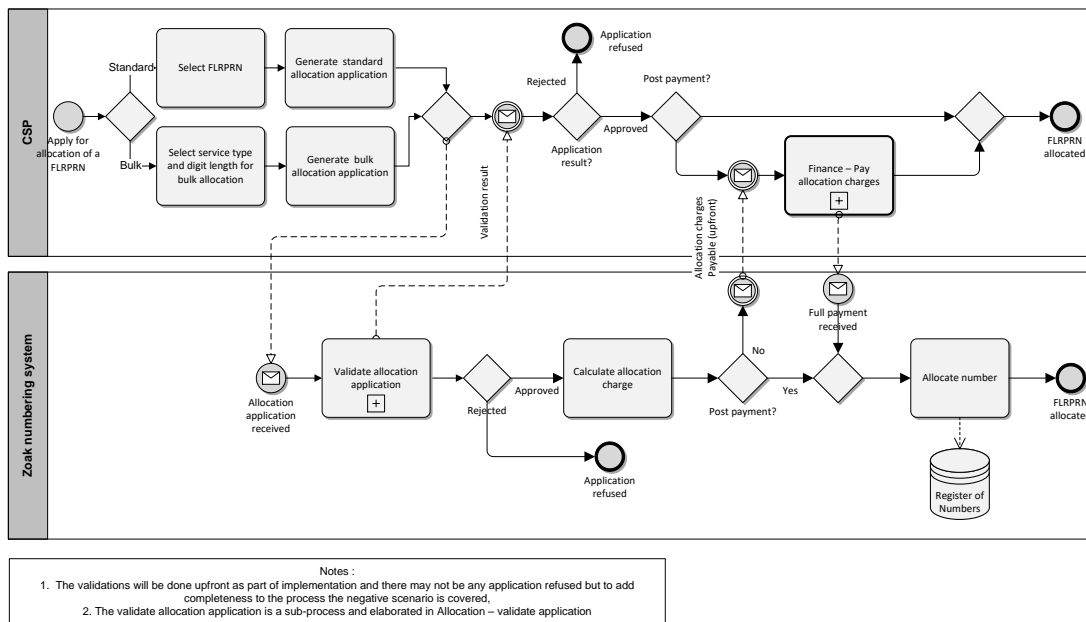 CSP
Apply for
allocation of a
FLRPRN
Standard
Bulk
Select FLRPRN
Generate standard
allocation application
Select service type
and digit length for
bulk allocation
Generate bulk
allocation application
Validation result
Application
refused
Rejected
Approved
Application
result?
Post payment?
Allocation charges
Payable (upfront)
Finance – Pay
allocation charges
FLRPRN
allocated
Zoak numbering system
Allocation
application
received
Validate allocation
application
Rejected
Approved
Application
refused
Calculate allocation
charge
No
Yes
Post payment?
Full payment
received
Allocate number
Register of
Numbers
FLRPRN
allocated
Notes :
1. The validations will be done upfront as part of implementation and there may not be any application refused but to add
completeness to the process the negative scenario is covered,
2. The validate allocation application is a sub-process and elaborated in Allocation – validate application